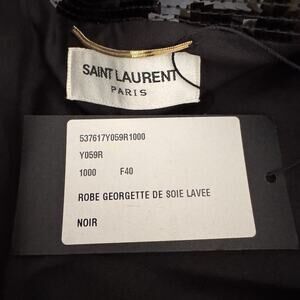 SAINT LAURENT
PARIS
537617Y059R1000
Y059R
1000 F40
ROBE GEORGETTE DE SOIE LAVEE
NOIR